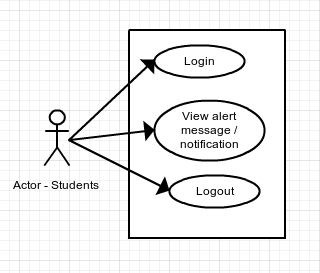 Login
View alert
message /
notification
Actor - Students
Logout